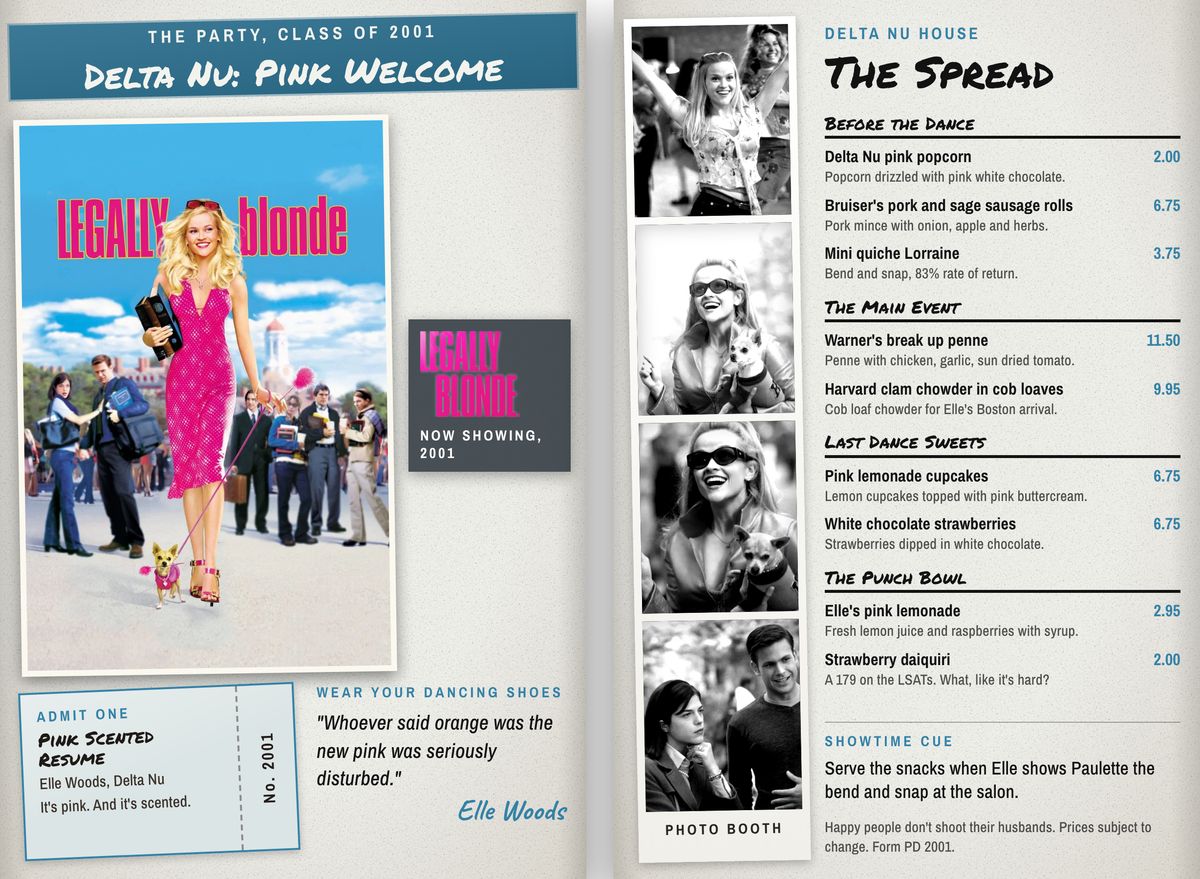 THE PARTY, CLASS OF 2001
Delta Nu: Pink Welcome
LEGALLY blonde
LEGALLY
BLONDE
NOW SHOWING,
2001
ADMIT ONE
Pink Scented
Resume
Elle Woods, Delta Nu
It's pink. And it's scented.
No. 2001
WEAR YOUR DANCING SHOES
"Whoever said orange was the
new pink was seriously
disturbed."
Elle Woods
PHOTO BOOTH
DELTA NU HOUSE
The Spread
Before the Dance
Delta Nu pink popcorn 2.00
Popcorn drizzled with pink white chocolate.
Bruiser's pork and sage sausage rolls 6.75
Pork mince with onion, apple and herbs.
Mini quiche Lorraine 3.75
Bend and snap, 83% rate of return.
The Main Event
Warner's break up penne 11.50
Penne with chicken, garlic, sun dried tomato.
Harvard clam chowder in cob loaves 9.95
Cob loaf chowder for Elle's Boston arrival.
Last Dance Sweets
Pink lemonade cupcakes 6.75
Lemon cupcakes topped with pink buttercream.
White chocolate strawberries 6.75
Strawberries dipped in white chocolate.
The Punch Bowl
Elle's pink lemonade 2.95
Fresh lemon juice and raspberries with syrup.
Strawberry daiquiri 2.00
A 179 on the LSATs. What, like it's hard?
SHOWTIME CUE
Serve the snacks when Elle shows Paulette the
bend and snap at the salon.
Happy people don't shoot their husbands. Prices subject to
change. Form PD 2001.